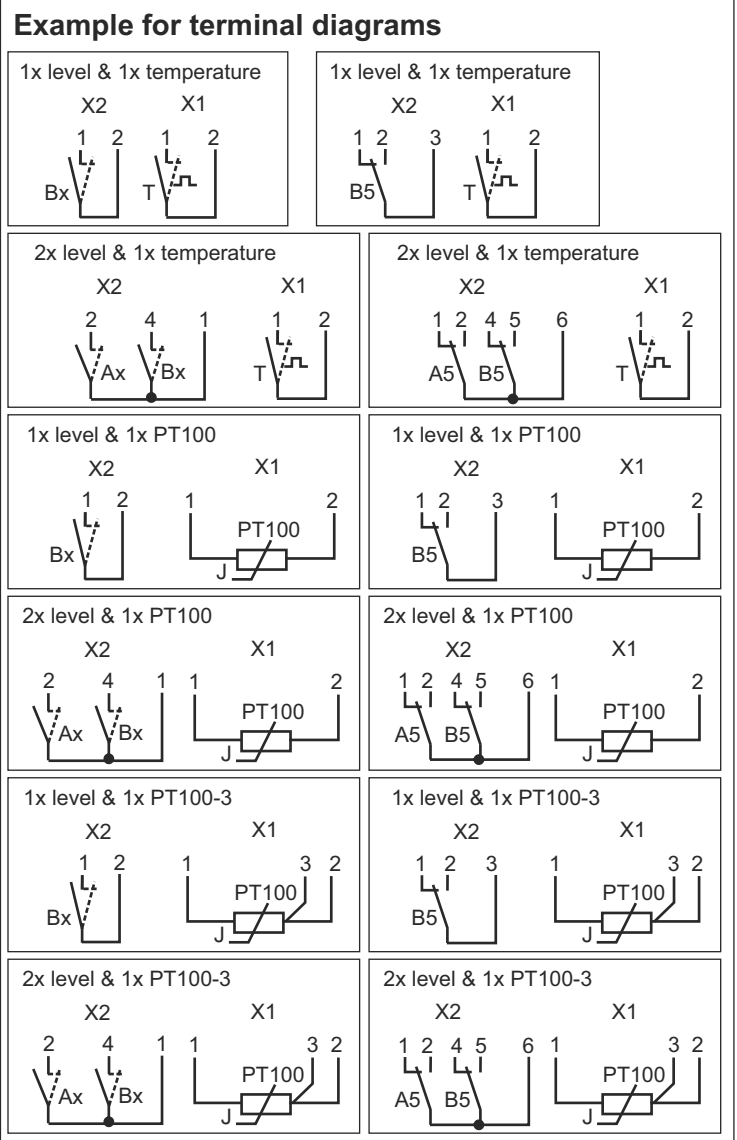 Example for terminal diagrams
1x level & 1x temperature
X2 X1
1 2 1 2
Bx T
1x level & 1x temperature
X2 X1
1 2 3 1 2
B5 T
2x level & 1x temperature
X2 X1
2 4 1 1 2
Ax Bx T
2x level & 1x temperature
X2 X1
1 2 4 5 6 1 2
A5 B5 T
1x level & 1x PT100
X2 X1
1 2 1 2
PT100
Bx J
1x level & 1x PT100
X2 X1
1 2 3 1 2
PT100
B5 J
2x level & 1x PT100
X2 X1
2 4 1 1 2
PT100
Ax Bx J
2x level & 1x PT100
X2 X1
1 2 4 5 6 1 2
PT100
A5 B5 J
1x level & 1x PT100-3
X2 X1
1 2 1 3 2
PT100
Bx J
1x level & 1x PT100-3
X2 X1
1 2 3 1 3 2
PT100
B5 J
2x level & 1x PT100-3
X2 X1
2 4 1 1 3 2
PT100
Ax Bx J
2x level & 1x PT100-3
X2 X1
1 2 4 5 6 1 3 2
PT100
A5 B5 J